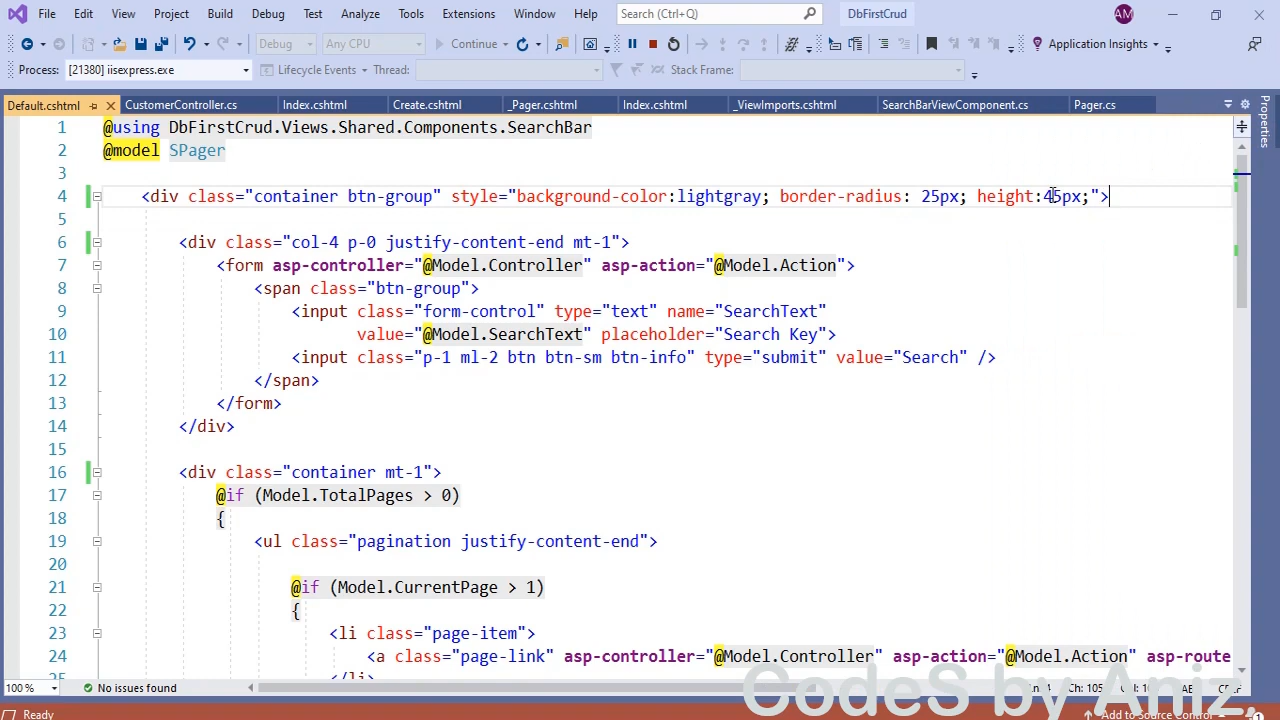 File Edit View Project Build Debug Test Analyze Tools Extensions Window Help Search (Ctrl+Q) DbFirstCrud AM
Debug Any CPU Continue Application Insights
Process: [21380] iisexpress.exe Lifecycle Events Thread: Stack Frame:
Default.cshtml CustomerController.cs Index.cshtml Create.cshtml _Pager.cshtml Index.cshtml _ViewImports.cshtml SearchBarViewComponent.cs Pager.cs
Properties
1 @using DbFirstCrud.Views.Shared.Components.SearchBar
2 @model SPager
3
4 <div class="container btn-group" style="background-color:lightgray; border-radius: 25px; height:45px;">
5
6 <div class="col-4 p-0 justify-content-end mt-1">
7 <form asp-controller="@Model.Controller" asp-action="@Model.Action">
8 <span class="btn-group">
9 <input class="form-control" type="text" name="SearchText"
10 value="@Model.SearchText" placeholder="Search Key">
11 <input class="p-1 ml-2 btn btn-sm btn-info" type="submit" value="Search" />
12 </span>
13 </form>
14 </div>
15
16 <div class="container mt-1">
17 @if (Model.TotalPages > 0)
18 {
19 <ul class="pagination justify-content-end">
20
21 @if (Model.CurrentPage > 1)
22 {
23 <li class="page-item">
24 <a class="page-link" asp-controller="@Model.Controller" asp-action="@Model.Action" asp-route
25 </li>
100 % No issues found
CodeS by Aniz.
Ready Add to Source Control 1